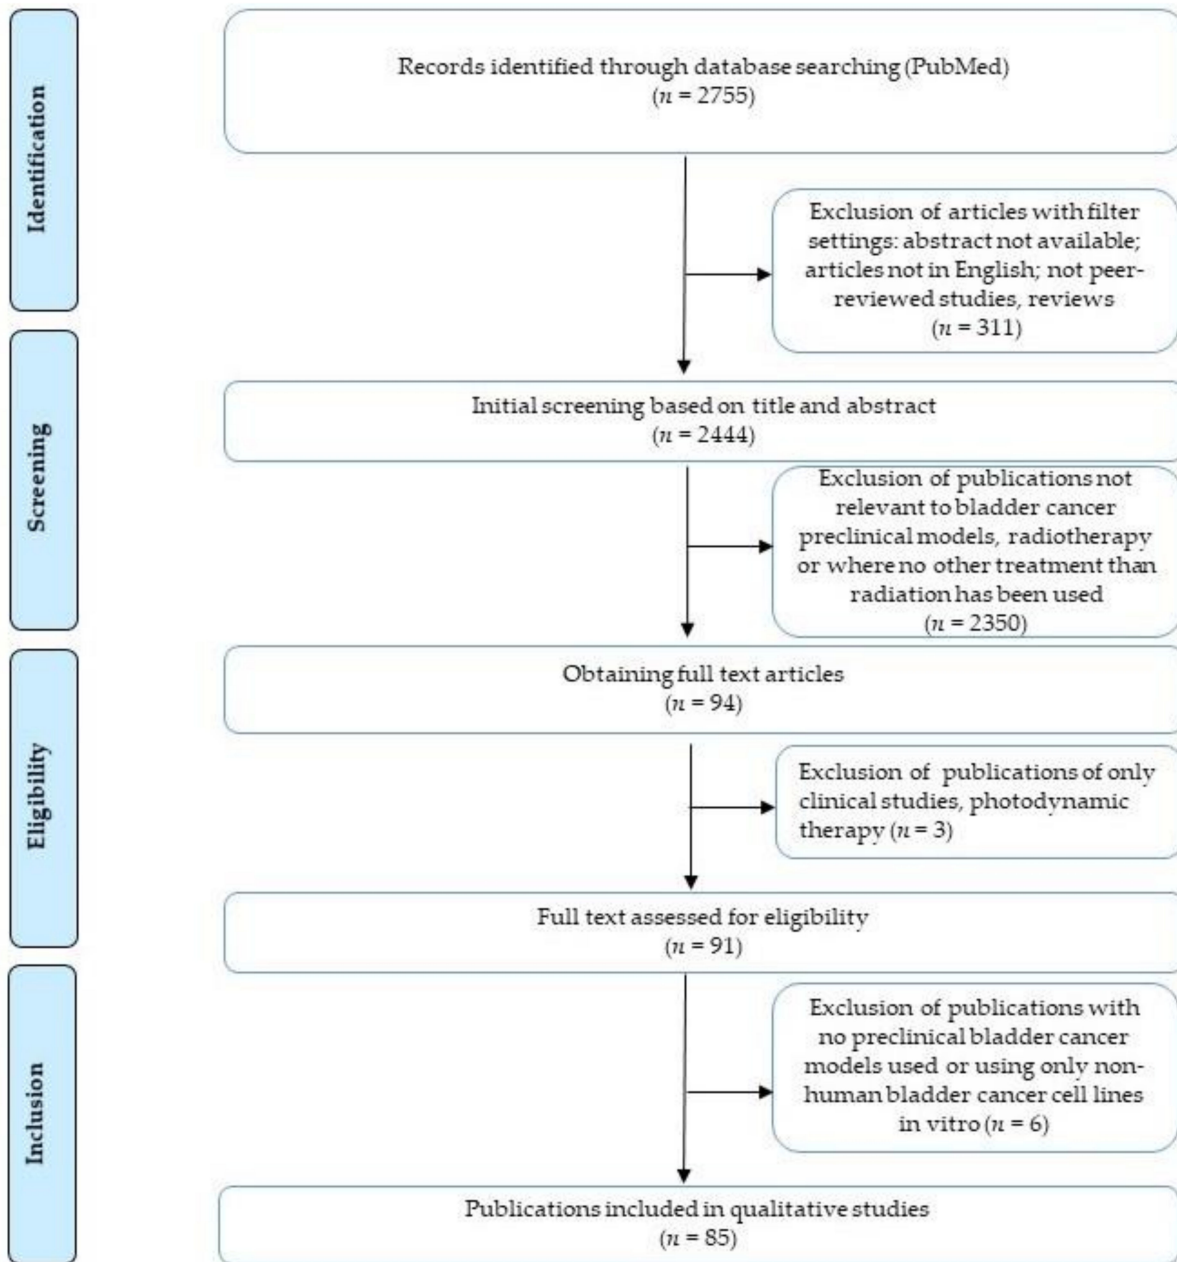 Identification
Records identified through database searching (PubMed)
(n = 2755)
Exclusion of articles with filter
settings: abstract not available;
articles not in English; not peer-
reviewed studies, reviews
(n = 311)
Screening
Initial screening based on title and abstract
(n = 2444)
Exclusion of publications not
relevant to bladder cancer
preclinical models, radiotherapy
or where no other treatment than
radiation has been used
(n = 2350)
Eligibility
Obtaining full text articles
(n = 94)
Exclusion of publications of only
clinical studies, photodynamic
therapy (n = 3)
Full text assessed for eligibility
(n = 91)
Inclusion
Exclusion of publications with
no preclinical bladder cancer
models used or using only non-
human bladder cancer cell lines
in vitro (n = 6)
Publications included in qualitative studies
(n = 85)